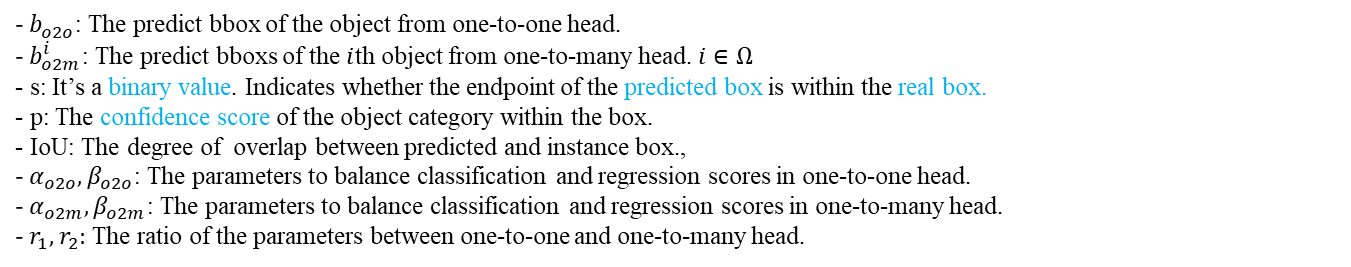 - b_{o2o}: The predict bbox of the object from one-to-one head.
- b^{i}_{o2m}: The predict bboxs of the ith object from one-to-many head. i ∈ Ω
- s: It's a binary value. Indicates whether the endpoint of the predicted box is within the real box.
- p: The confidence score of the object category within the box.
- IoU: The degree of overlap between predicted and instance box.,
- α_{o2o}, β_{o2o}: The parameters to balance classification and regression scores in one-to-one head.
- α_{o2m}, β_{o2m}: The parameters to balance classification and regression scores in one-to-many head.
- r_1, r_2: The ratio of the parameters between one-to-one and one-to-many head.